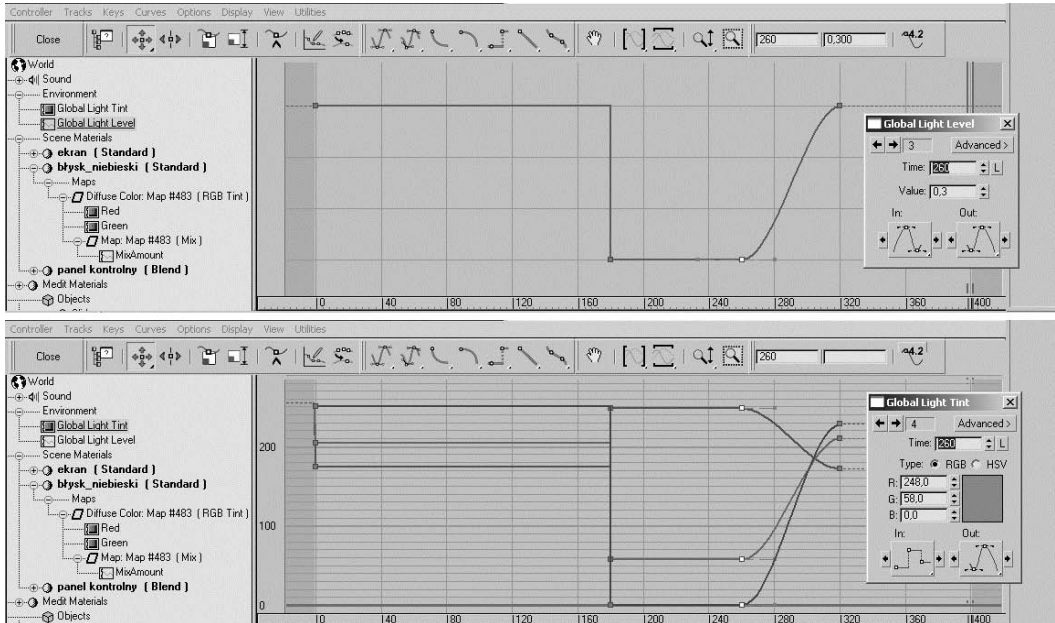 Controller Tracks Keys Curves Options Display View Utilities
Close
260
0,300
World
Sound
Environment
Global Light Tint
Global Light Level
Scene Materials
ekran ( Standard )
błysk_niebieski ( Standard )
Maps
Diffuse Color: Map #483 ( RGB Tint )
Red
Green
Map: Map #483 ( Mix )
MixAmount
panel kontrolny ( Blend )
Medit Materials
Objects
0 40 80 120 160 200 240 280 320 360 400
Global Light Level
3 Advanced >
Time: 260 L
Value: 0,3
In: Out:
Controller Tracks Keys Curves Options Display View Utilities
Close
260
World
Sound
Environment
Global Light Tint
Global Light Level
Scene Materials
ekran ( Standard )
błysk_niebieski ( Standard )
Maps
Diffuse Color: Map #483 ( RGB Tint )
Red
Green
Map: Map #483 ( Mix )
MixAmount
panel kontrolny ( Blend )
Medit Materials
Objects
200
100
0
0 40 80 120 160 200 240 280 320 360 400
Global Light Tint
4 Advanced >
Time: 260 L
Type: RGB HSV
R: 248,0
G: 58,0
B: 0,0
In: Out: